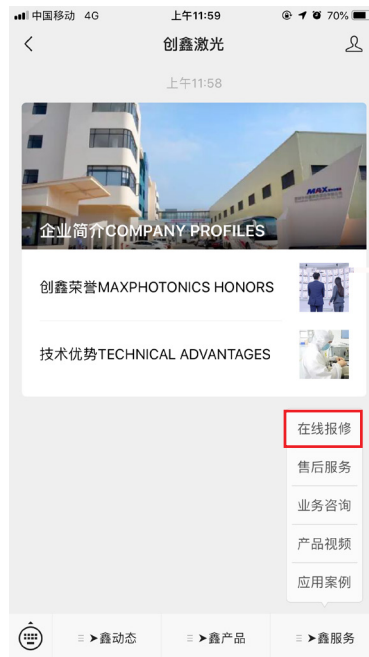 中国移动 4G 上午11:59 70%
创鑫激光
上午11:58
MAX
企业简介COMPANY PROFILES
创鑫荣誉MAXPHOTONICS HONORS
技术优势TECHNICAL ADVANTAGES
在线报修
售后服务
业务咨询
产品视频
应用案例
鑫动态 鑫产品 鑫服务